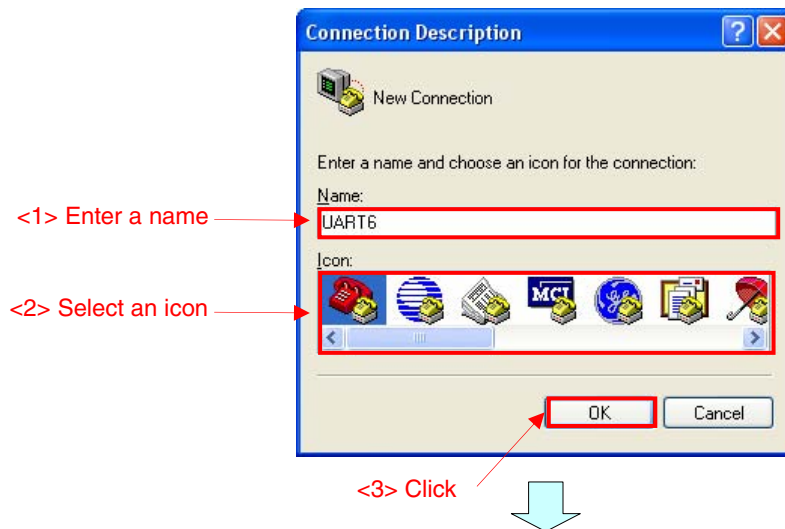 Connection Description
New Connection
Enter a name and choose an icon for the connection:
Name:
<1> Enter a name
UART6
Icon:
<2> Select an icon
MCI
OK
Cancel
<3> Click